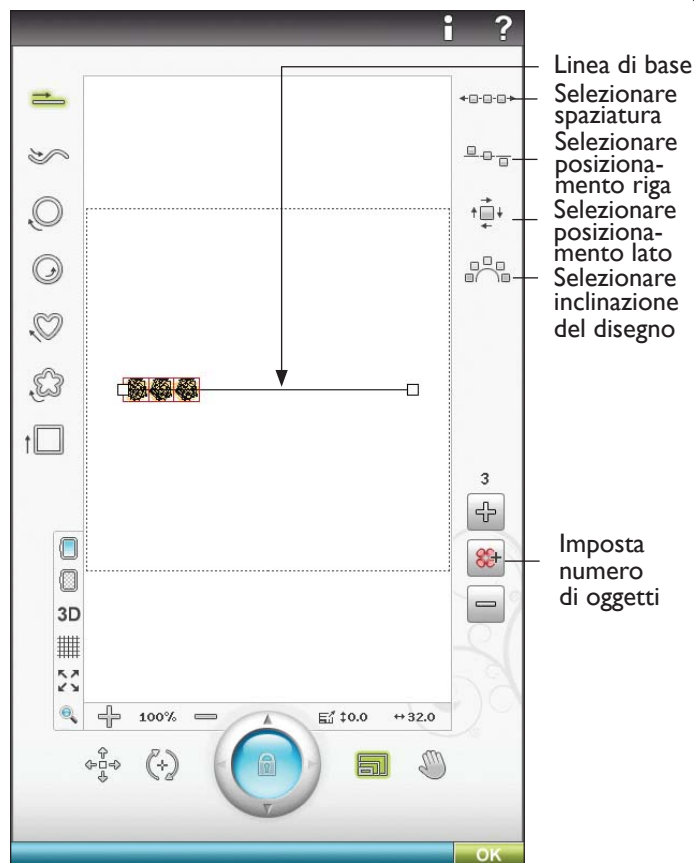 i ?
Linea di base
Selezionare
spaziatura
Selezionare
posiziona-
mento riga
Selezionare
posiziona-
mento lato
Selezionare
inclinazione
del disegno
3
Imposta
numero
di oggetti
3D
100% ↕0.0 ↔32.0
OK